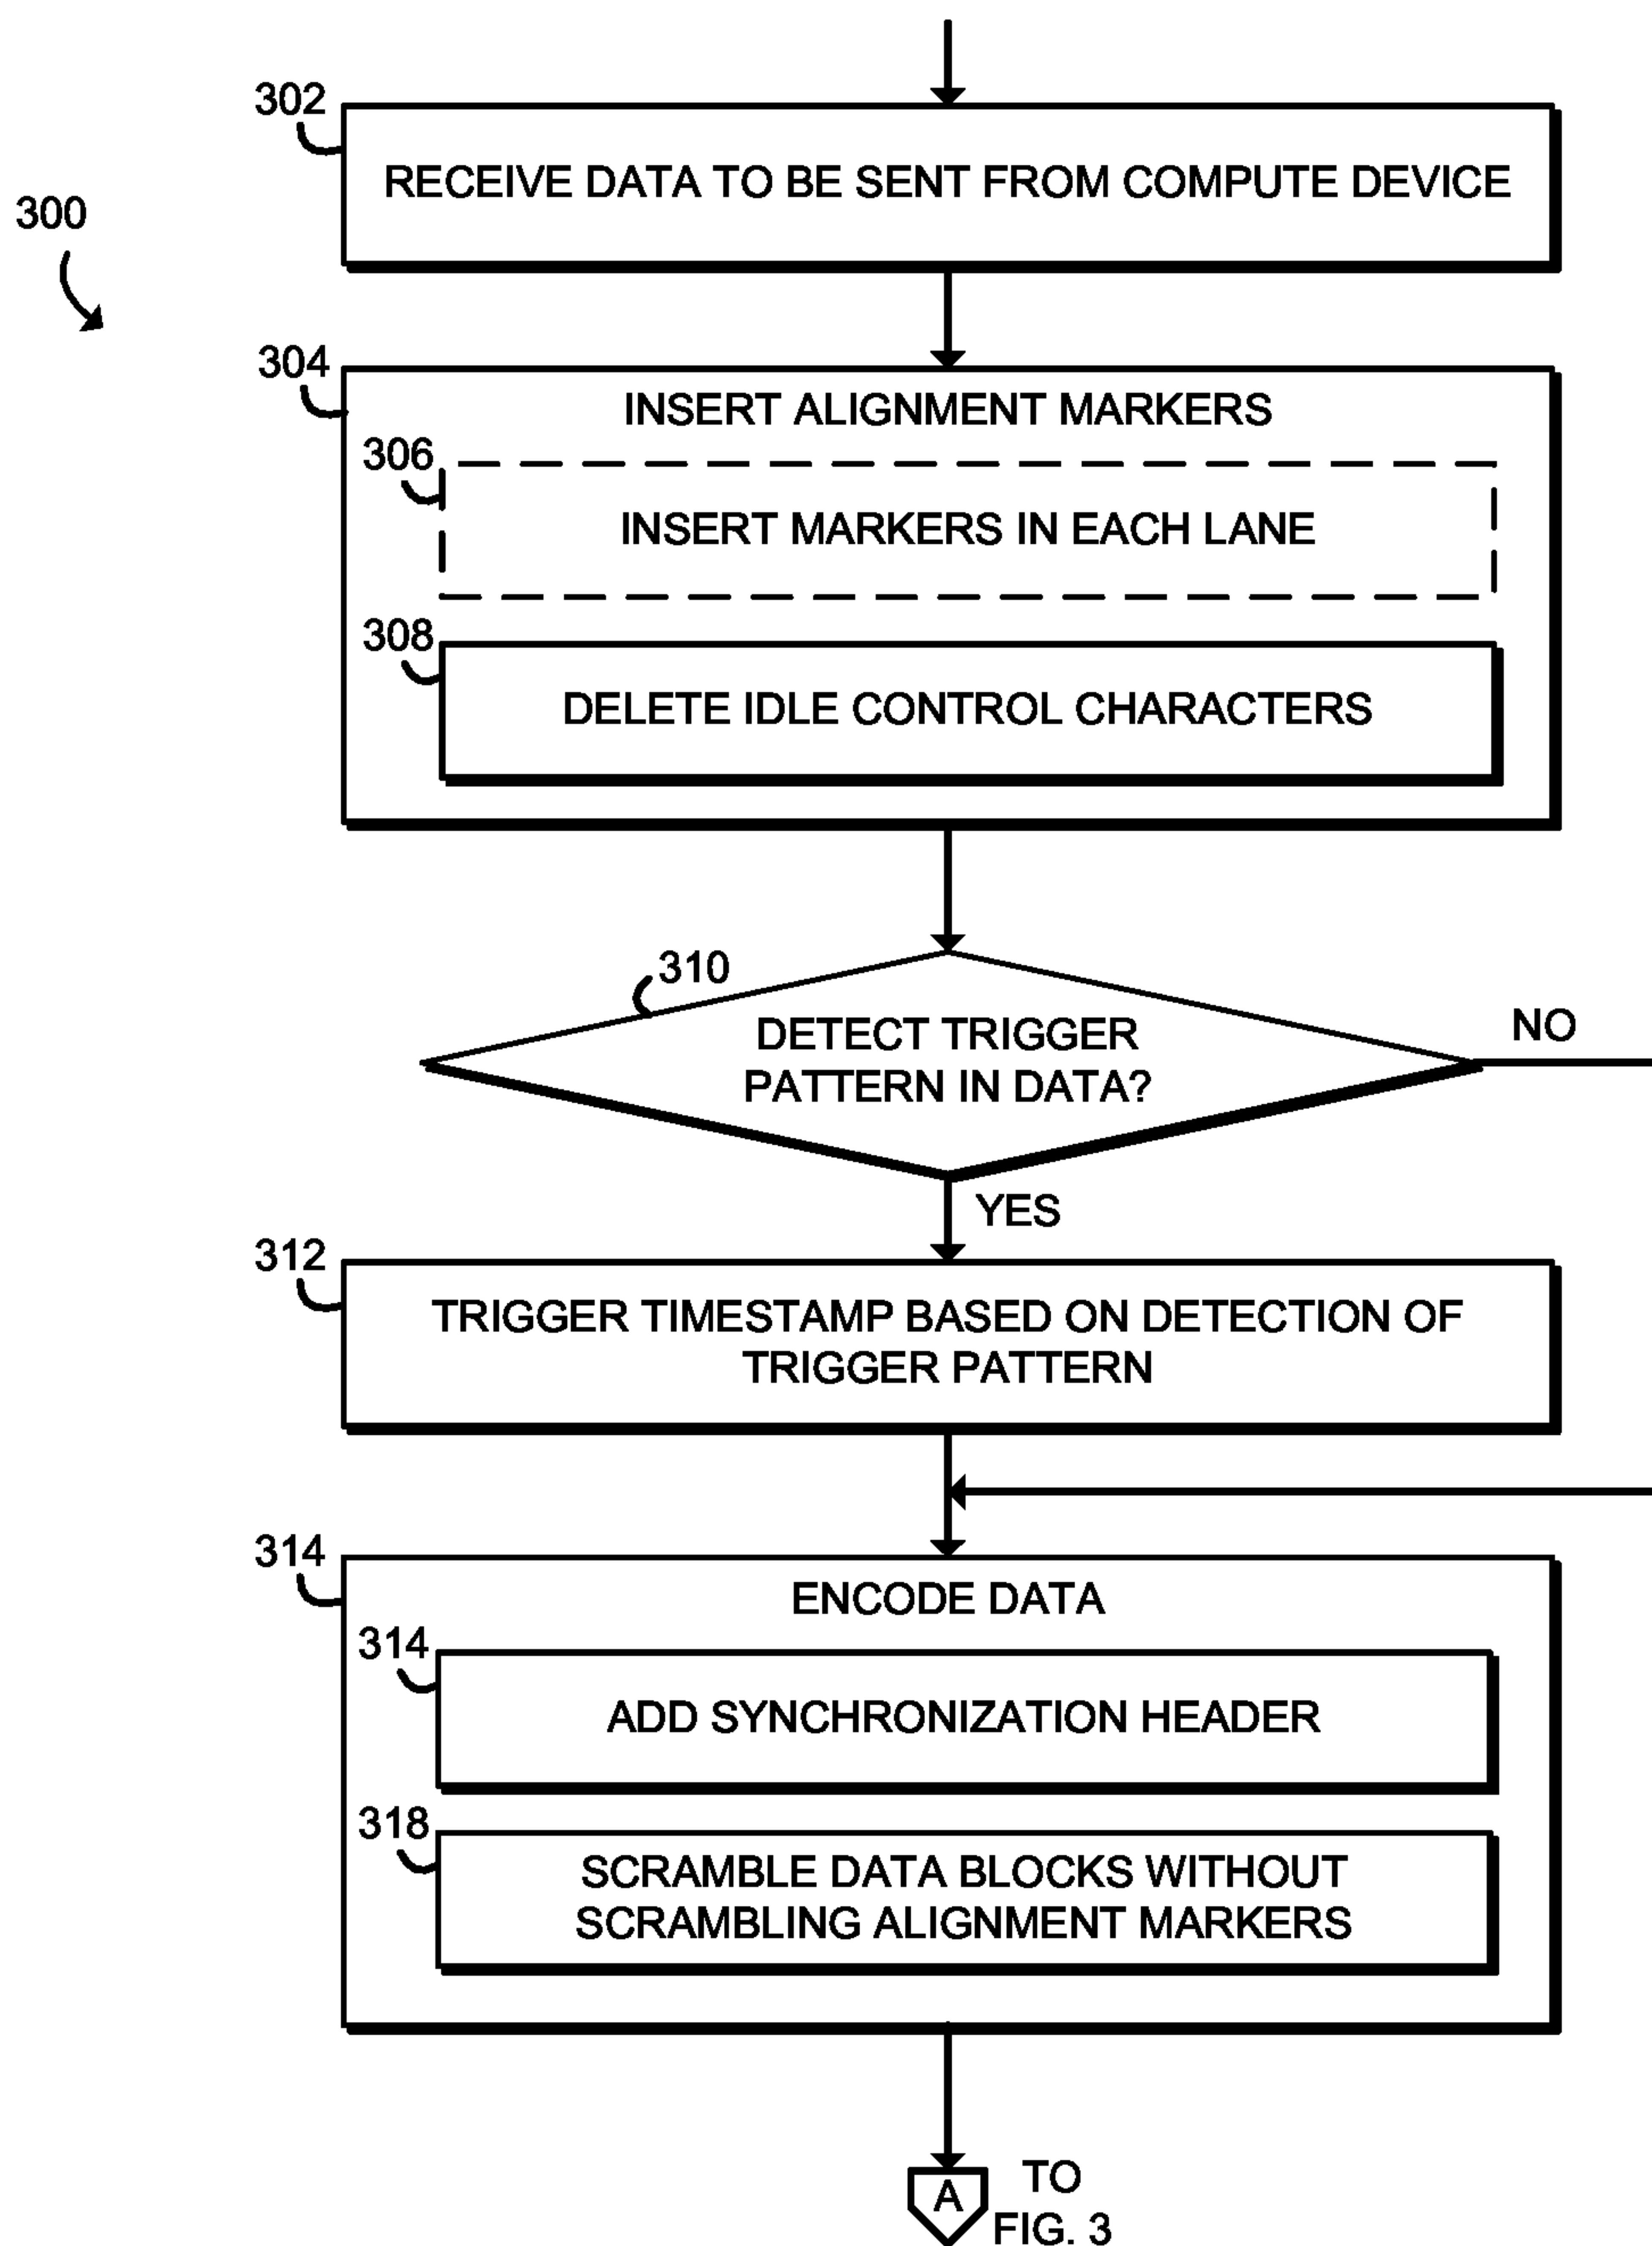 302
RECEIVE DATA TO BE SENT FROM COMPUTE DEVICE
300
304
INSERT ALIGNMENT MARKERS
306
INSERT MARKERS IN EACH LANE
308
DELETE IDLE CONTROL CHARACTERS
310
DETECT TRIGGER
PATTERN IN DATA?
NO
YES
312
TRIGGER TIMESTAMP BASED ON DETECTION OF
TRIGGER PATTERN
314
ENCODE DATA
314
ADD SYNCHRONIZATION HEADER
318
SCRAMBLE DATA BLOCKS WITHOUT
SCRAMBLING ALIGNMENT MARKERS
A
TO
FIG. 3